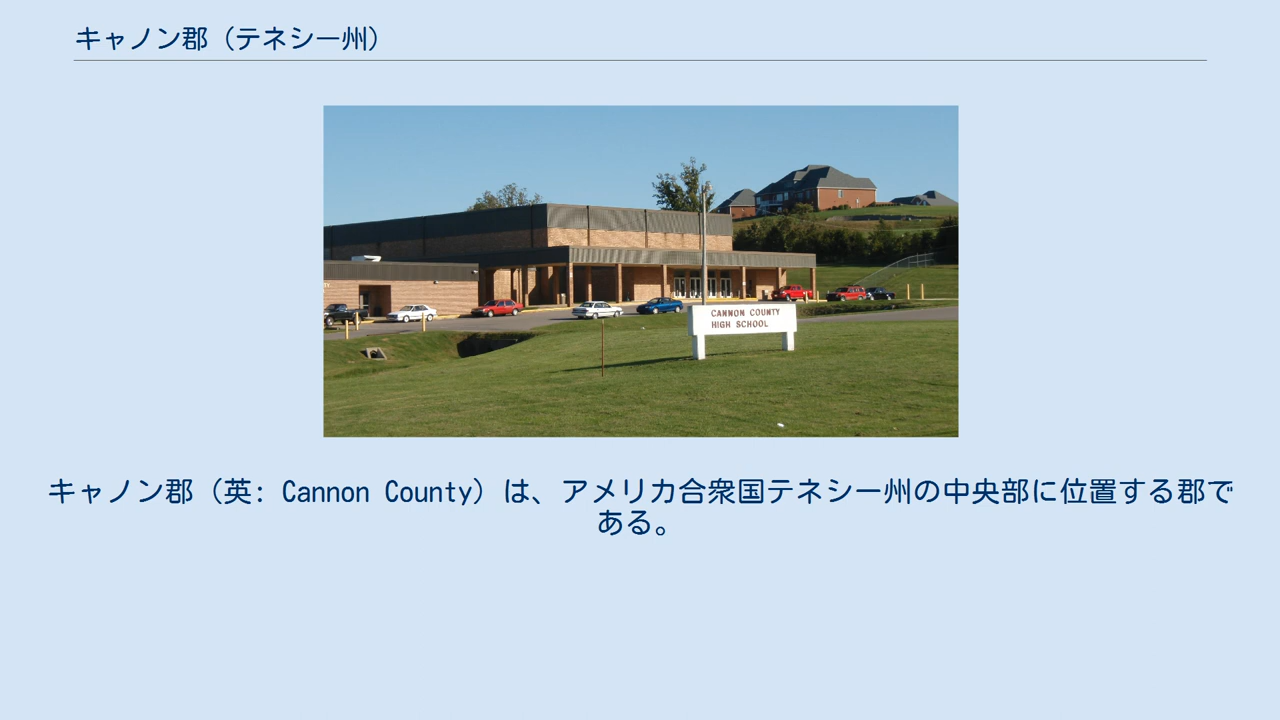 キャノン郡（テネシー州）
CANNON COUNTY
HIGH SCHOOL
キャノン郡（英: Cannon County）は、アメリカ合衆国テネシー州の中央部に位置する郡で
ある。